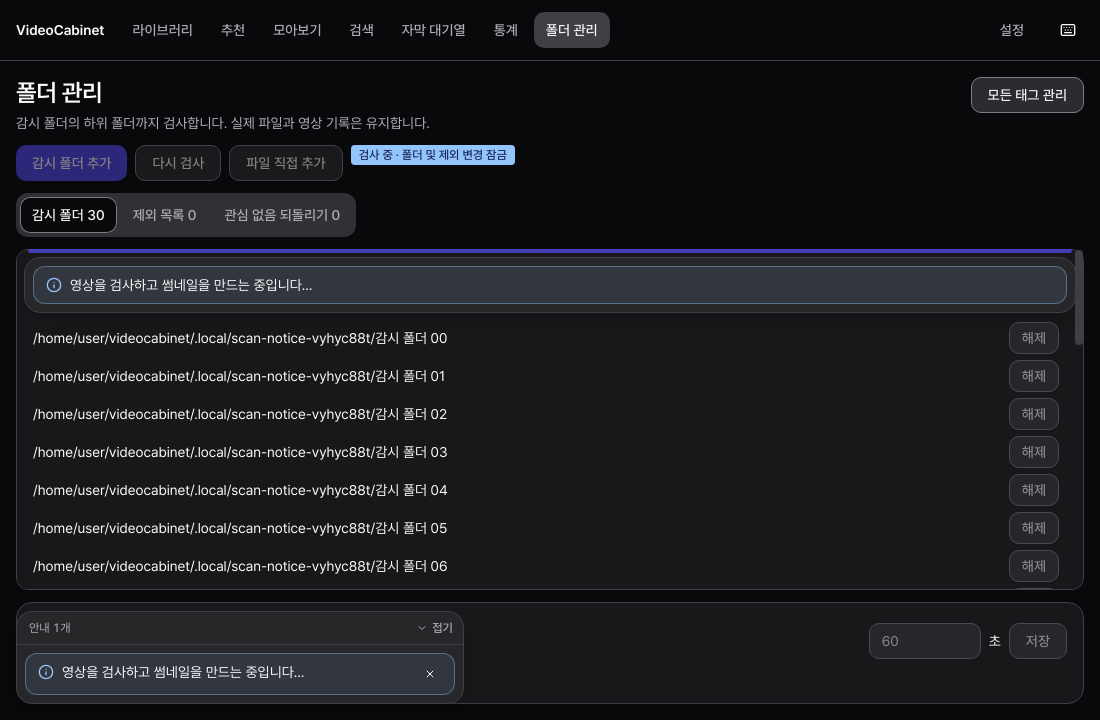 VideoCabinet 라이브러리 추천 모아보기 검색 자막 대기열 통계 폴더 관리 설정
폴더 관리
모든 태그 관리
감시 폴더의 하위 폴더까지 검사합니다. 실제 파일과 영상 기록은 유지합니다.
감시 폴더 추가 다시 검사 파일 직접 추가 검사 중 · 폴더 및 제외 변경 잠금
감시 폴더 30 제외 목록 0 관심 없음 되돌리기 0
영상을 검사하고 썸네일을 만드는 중입니다...
/home/user/videocabinet/.local/scan-notice-vyhyc88t/감시 폴더 00 해제
/home/user/videocabinet/.local/scan-notice-vyhyc88t/감시 폴더 01 해제
/home/user/videocabinet/.local/scan-notice-vyhyc88t/감시 폴더 02 해제
/home/user/videocabinet/.local/scan-notice-vyhyc88t/감시 폴더 03 해제
/home/user/videocabinet/.local/scan-notice-vyhyc88t/감시 폴더 04 해제
/home/user/videocabinet/.local/scan-notice-vyhyc88t/감시 폴더 05 해제
/home/user/videocabinet/.local/scan-notice-vyhyc88t/감시 폴더 06 해제
안내 1개 접기
60 초 저장
영상을 검사하고 썸네일을 만드는 중입니다...